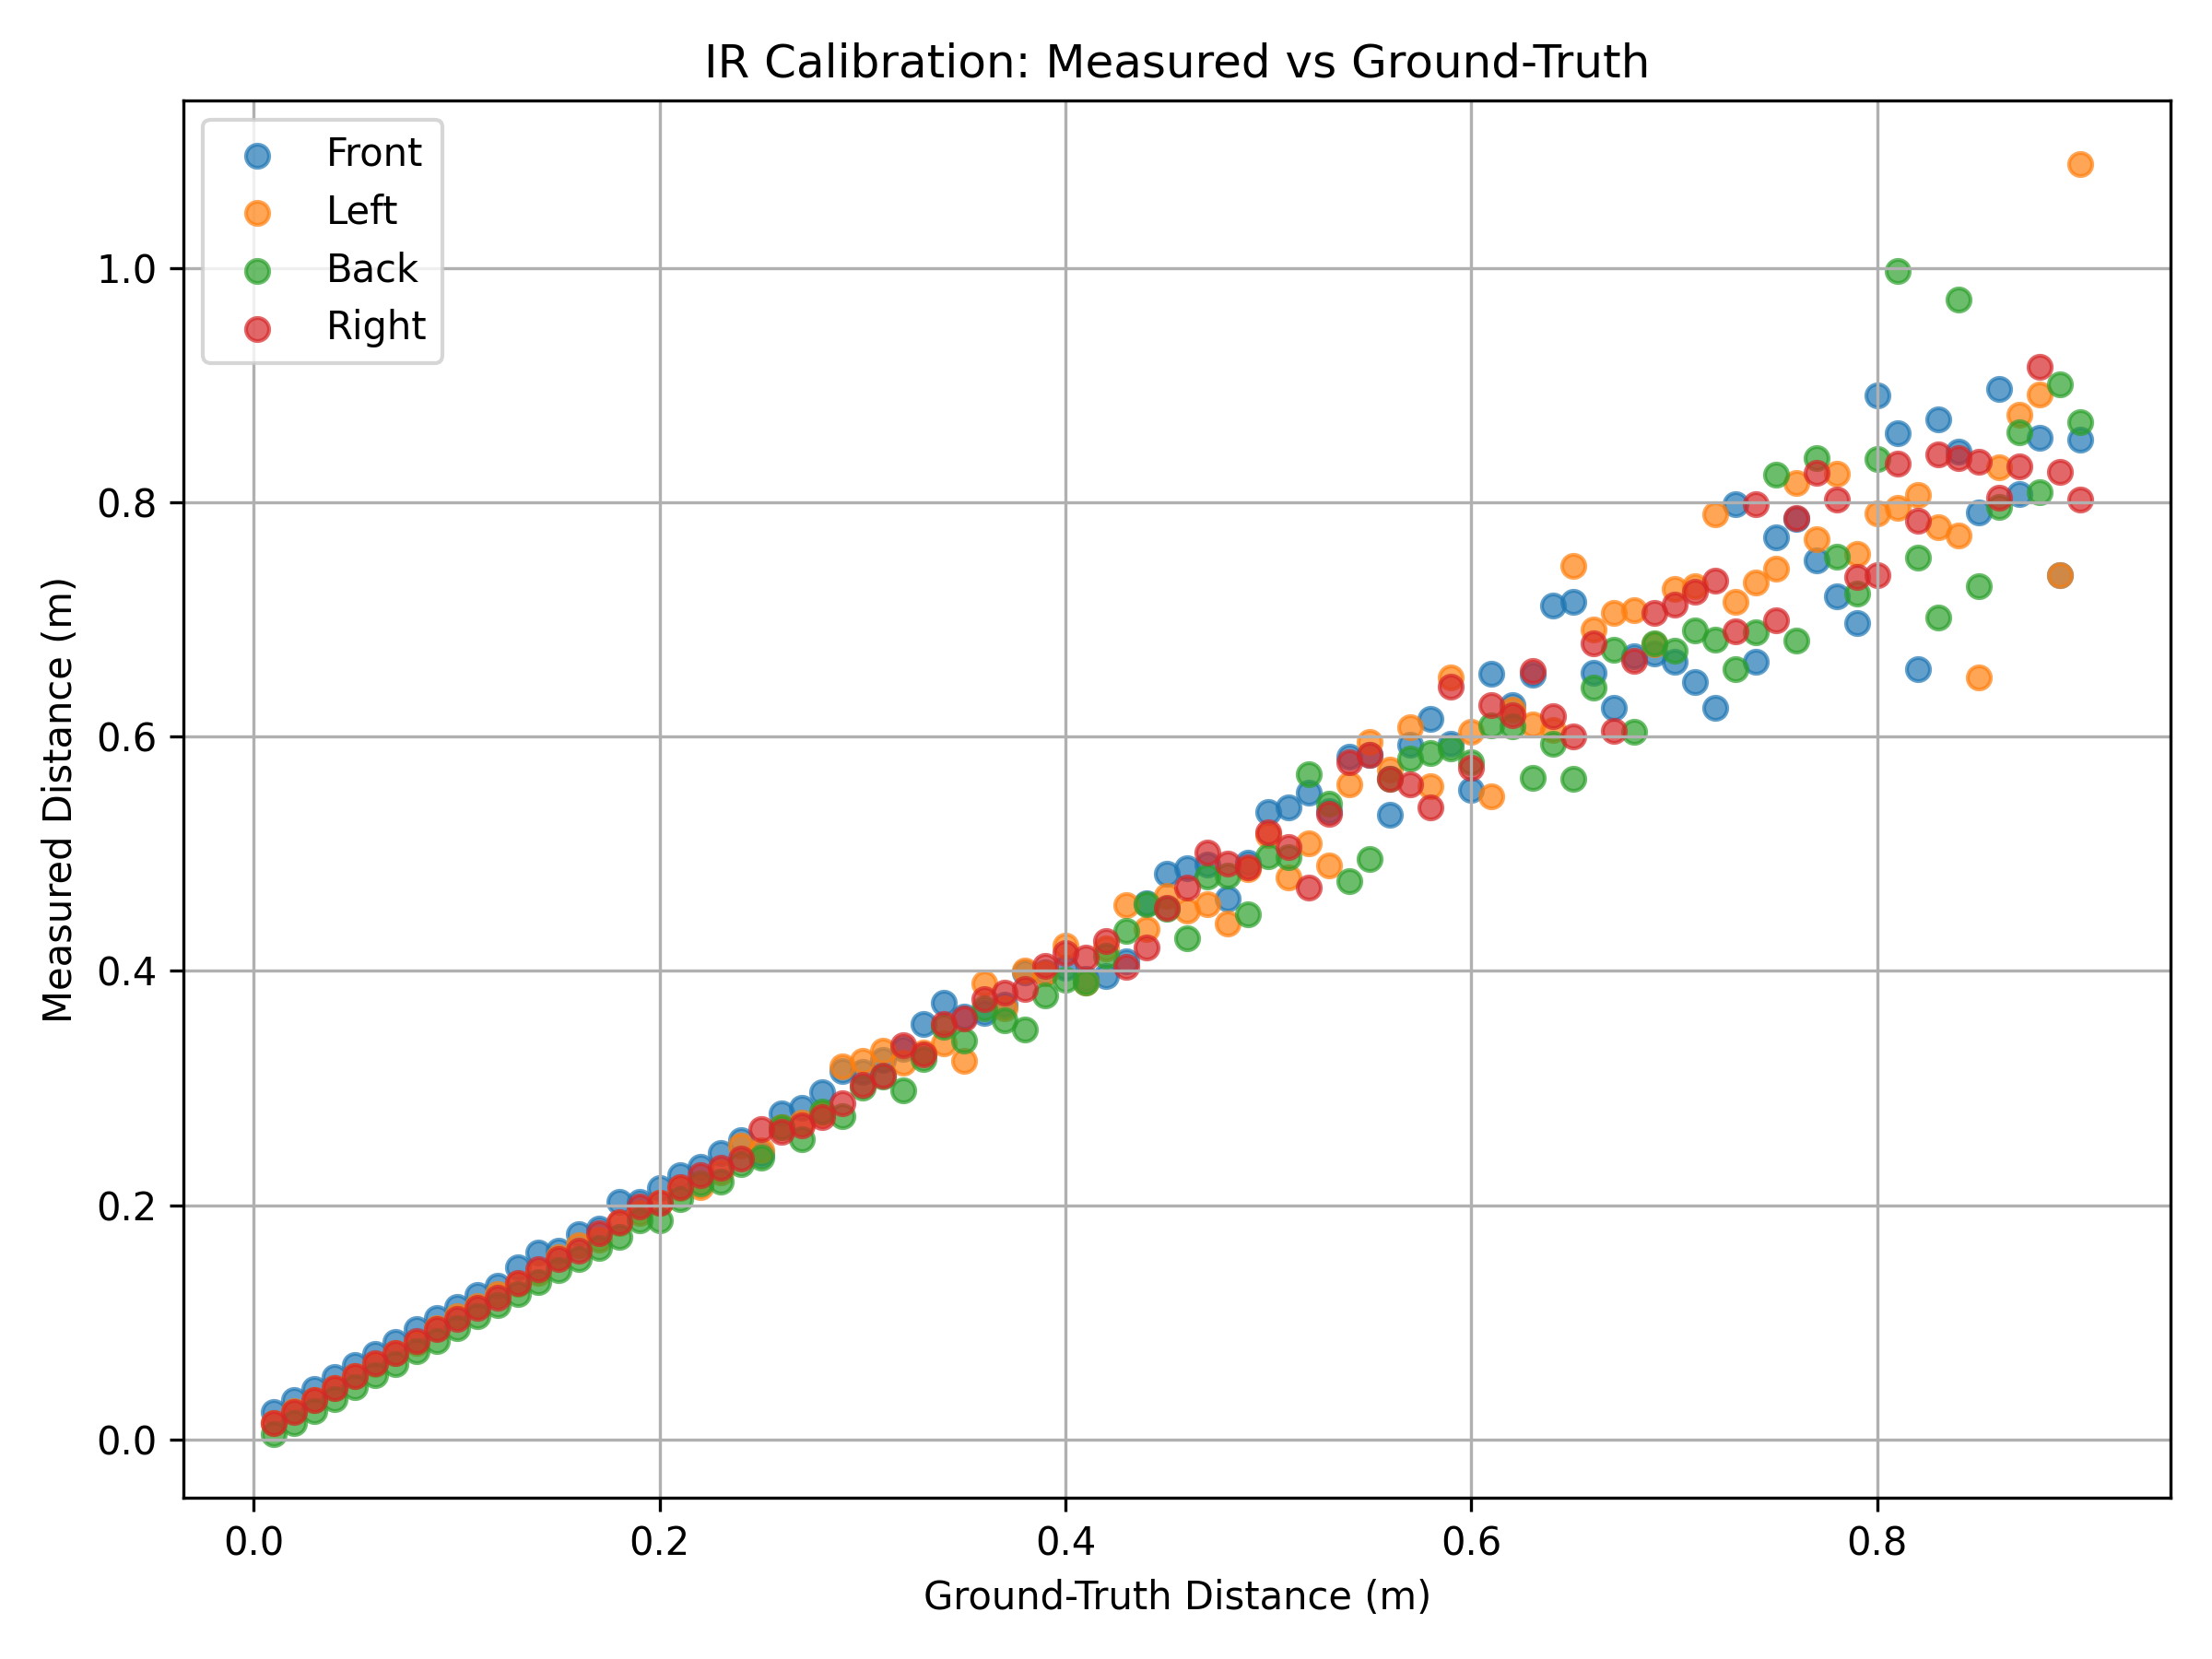 IR Calibration: Measured vs Ground-Truth
Front
Left
Back
Right
1.0
0.8
0.6
0.4
0.2
0.0
Measured Distance (m)
0.0 0.2 0.4 0.6 0.8
Ground-Truth Distance (m)